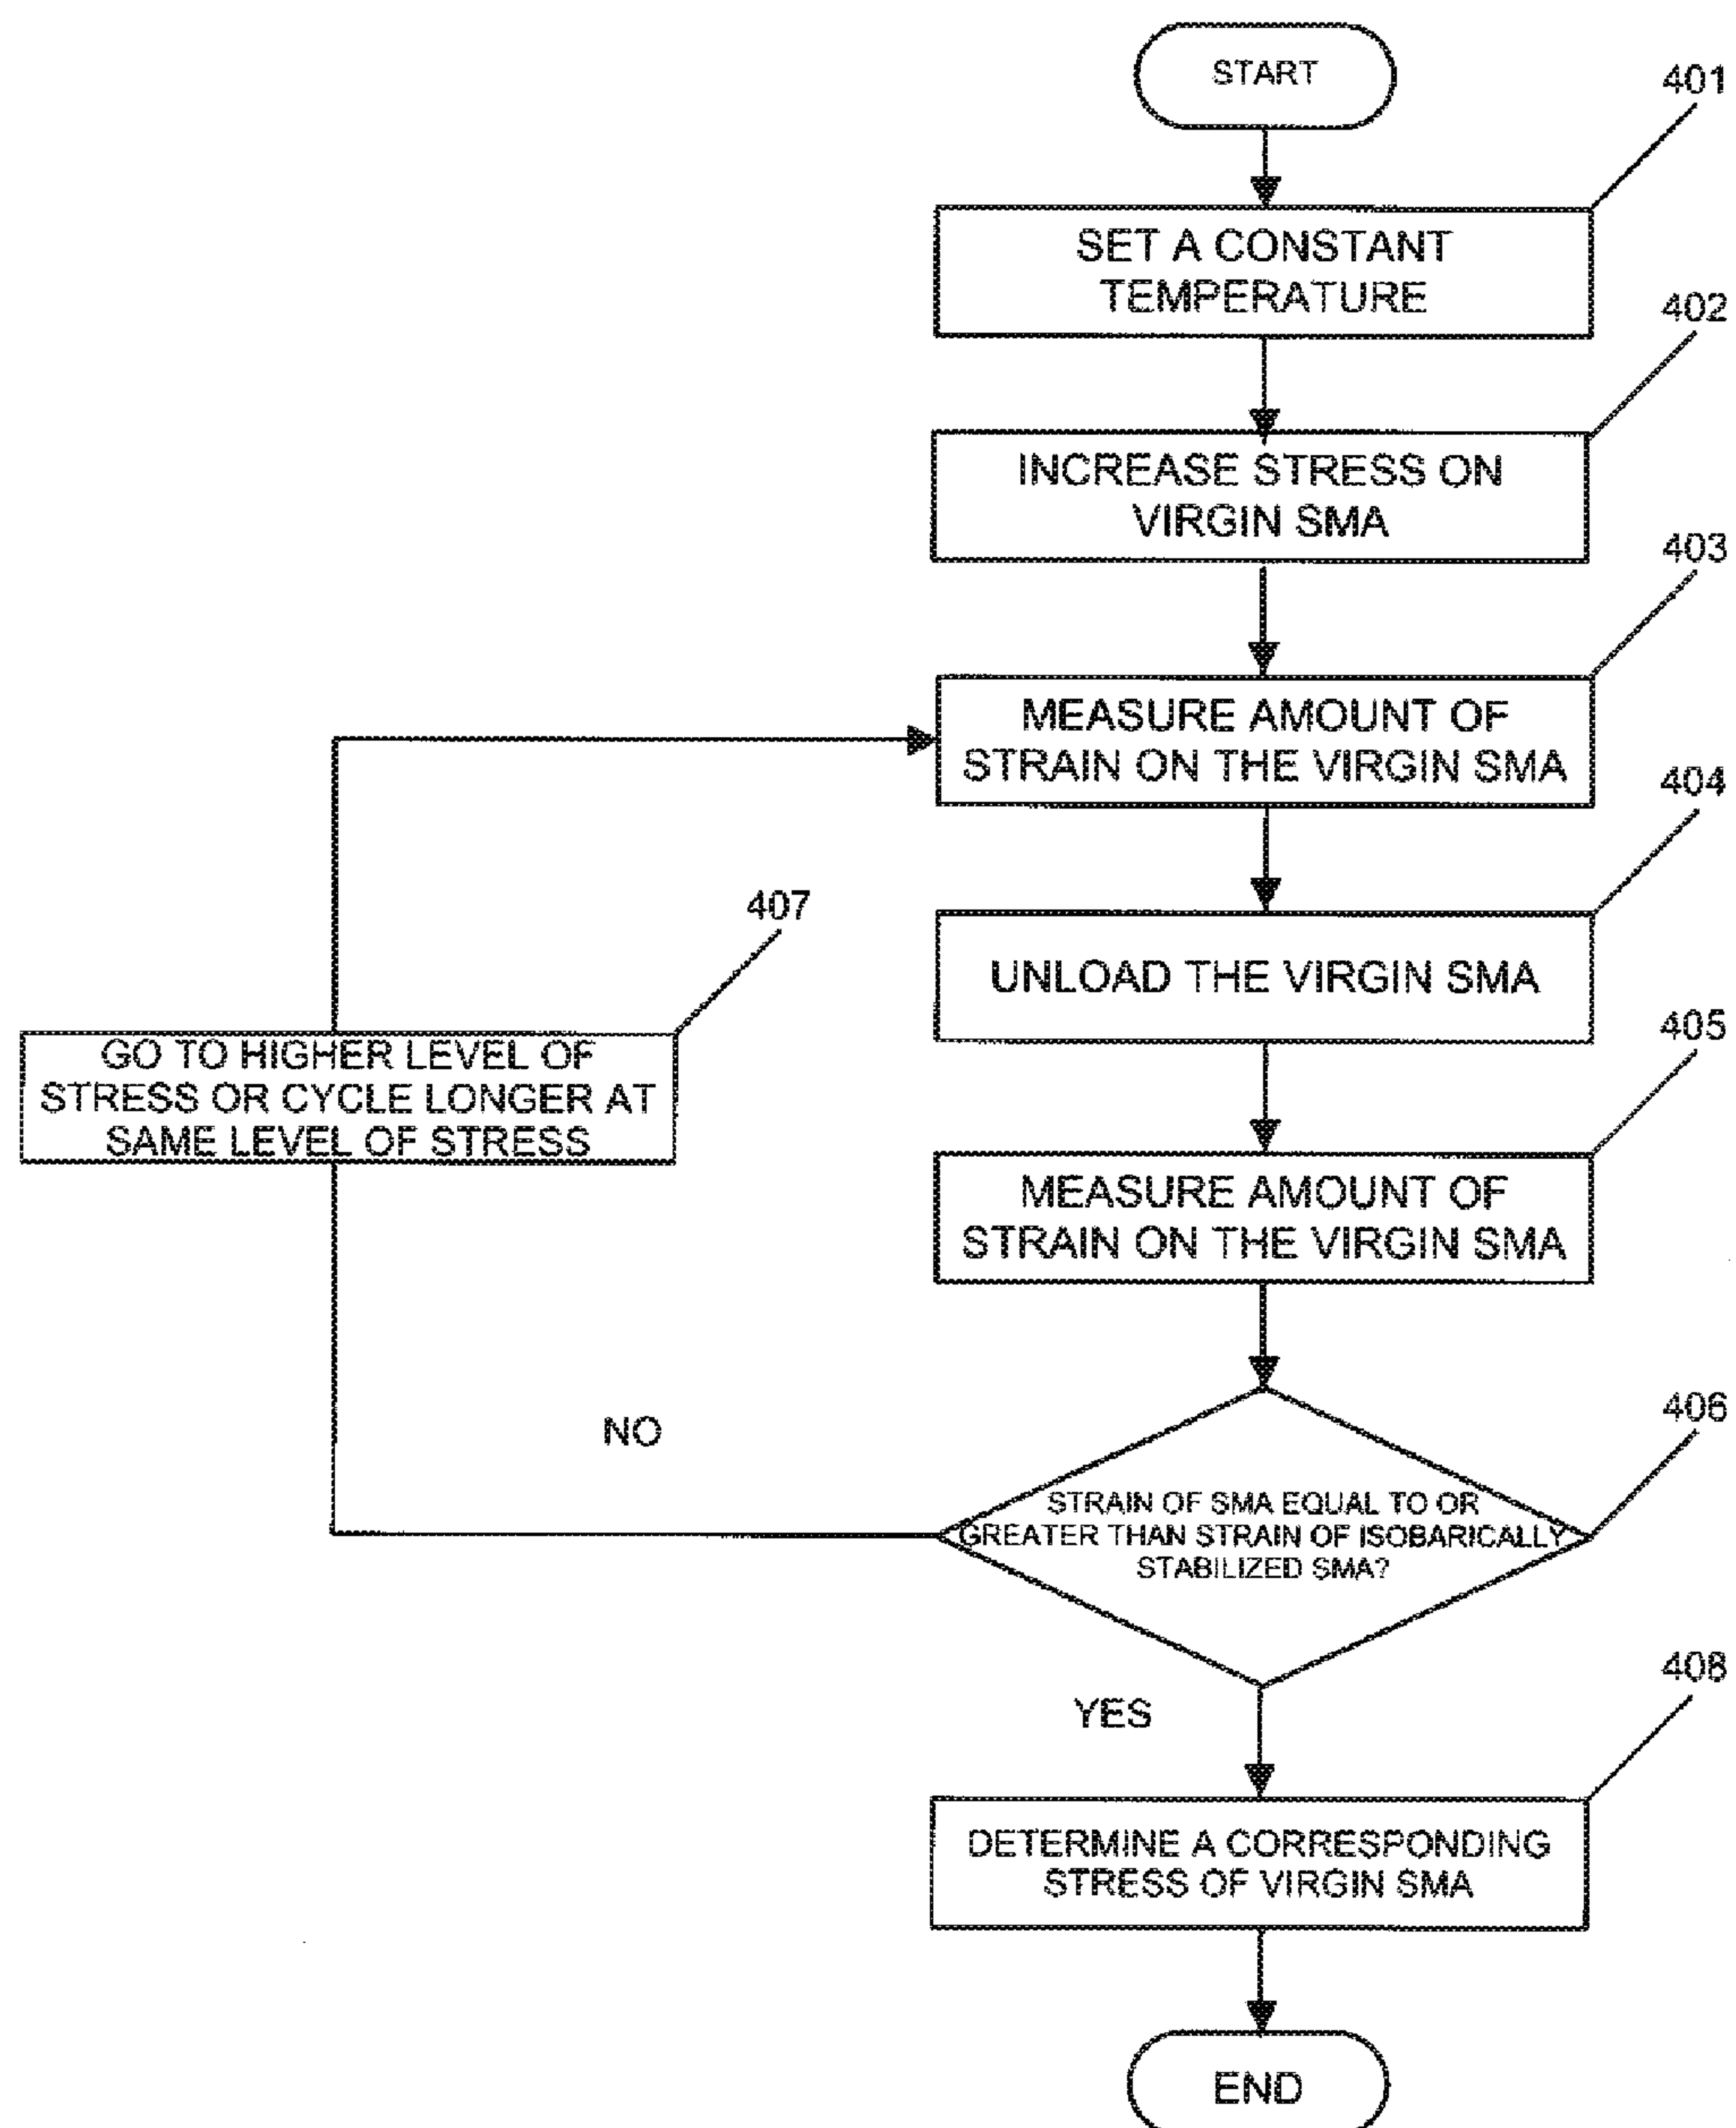 START
401
SET A CONSTANT
TEMPERATURE
402
INCREASE STRESS ON
VIRGIN SMA
403
MEASURE AMOUNT OF
STRAIN ON THE VIRGIN SMA
404
UNLOAD THE VIRGIN SMA
405
MEASURE AMOUNT OF
STRAIN ON THE VIRGIN SMA
406
STRAIN OF SMA EQUAL TO OR
GREATER THAN STRAIN OF ISOBARICALLY
STABILIZED SMA?
NO
407
GO TO HIGHER LEVEL OF
STRESS OR CYCLE LONGER AT
SAME LEVEL OF STRESS
YES
408
DETERMINE A CORRESPONDING
STRESS OF VIRGIN SMA
END